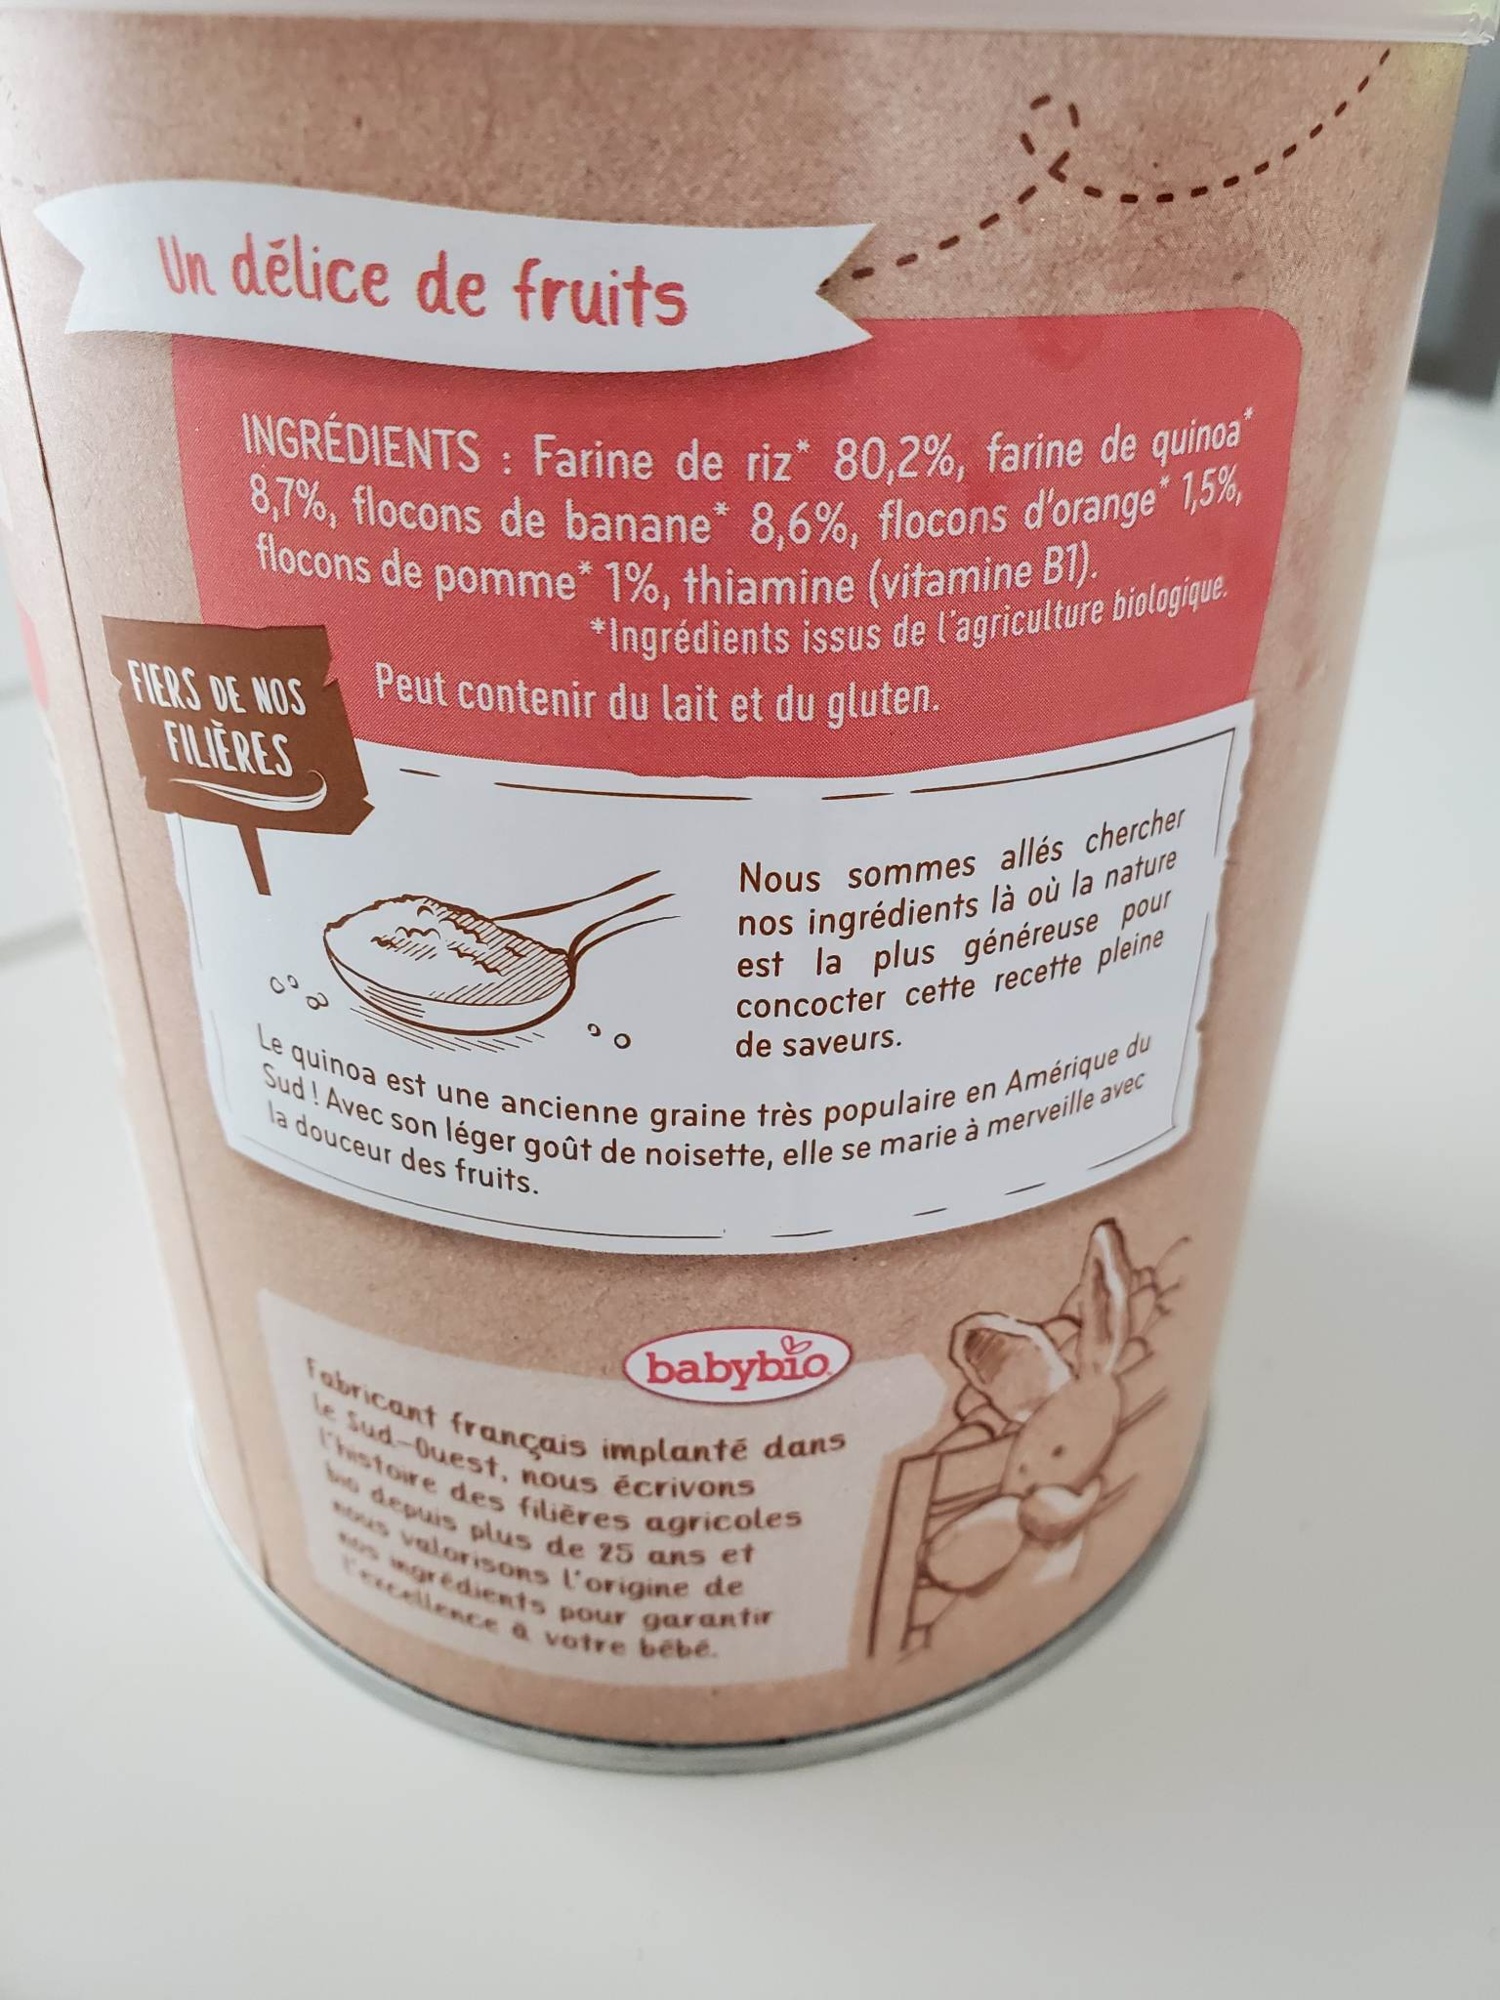 Un délice de fruits
INGRÉDIENTS : Farine de riz* 80,2%, farine de quinoa*
8,7%, flocons de banane* 8,6%, flocons d'orange* 1,5%,
flocons de pomme* 1%, thiamine (vitamine B1).
*Ingrédients issus de l'agriculture biologique.
Peut contenir du lait et du gluten.
FIERS DE NOS
FILIÈRES
Nous sommes allés chercher
nos ingrédients là où la nature
est la plus généreuse pour
concocter cette recette pleine
de saveurs.
Le quinoa est une ancienne graine très populaire en Amérique du
Sud ! Avec son léger goût de noisette, elle se marie à merveille avec
la douceur des fruits.
babybio
Fabricant français implanté dans
le Sud-Ouest, nous écrivons
l'histoire des filières agricoles
bio depuis plus de 25 ans et
nous valorisons l'origine de
nos ingrédients pour garantir
l'excellence à votre bébé.